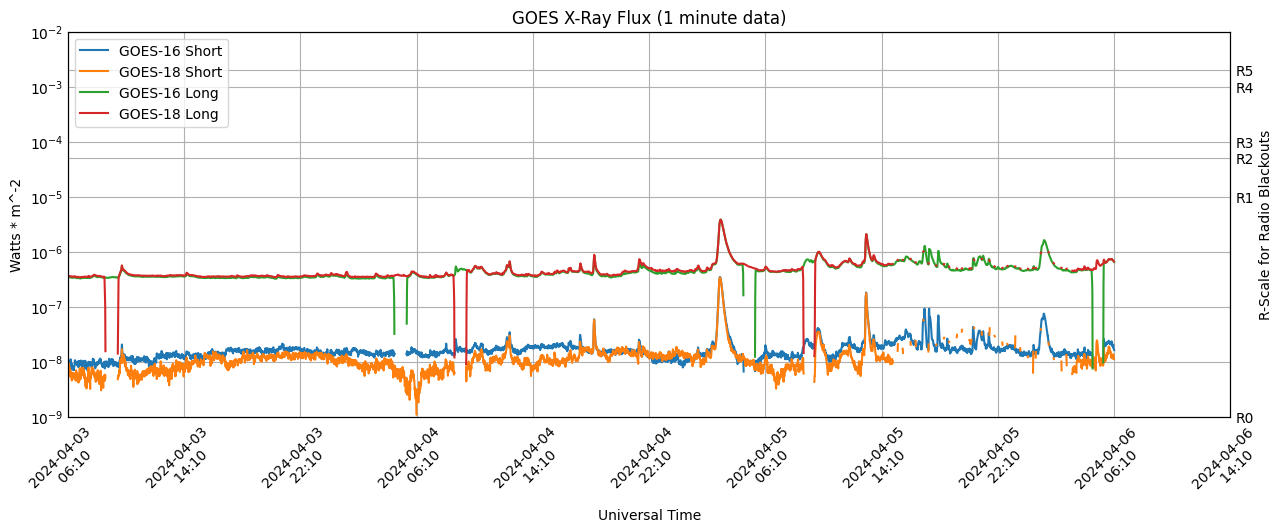 GOES X-Ray Flux (1 minute data)
GOES-16 Short
GOES-18 Short
GOES-16 Long
GOES-18 Long
10^-2
10^-3
10^-4
10^-5
10^-6
10^-7
10^-8
10^-9
Watts * m^-2
R5
R4
R3
R2
R1
R0
R-Scale for Radio Blackouts
2024-04-03
06:10
2024-04-03
14:10
2024-04-03
22:10
2024-04-04
06:10
2024-04-04
14:10
2024-04-04
22:10
2024-04-05
06:10
2024-04-05
14:10
2024-04-05
22:10
2024-04-06
06:10
2024-04-06
14:10
Universal Time